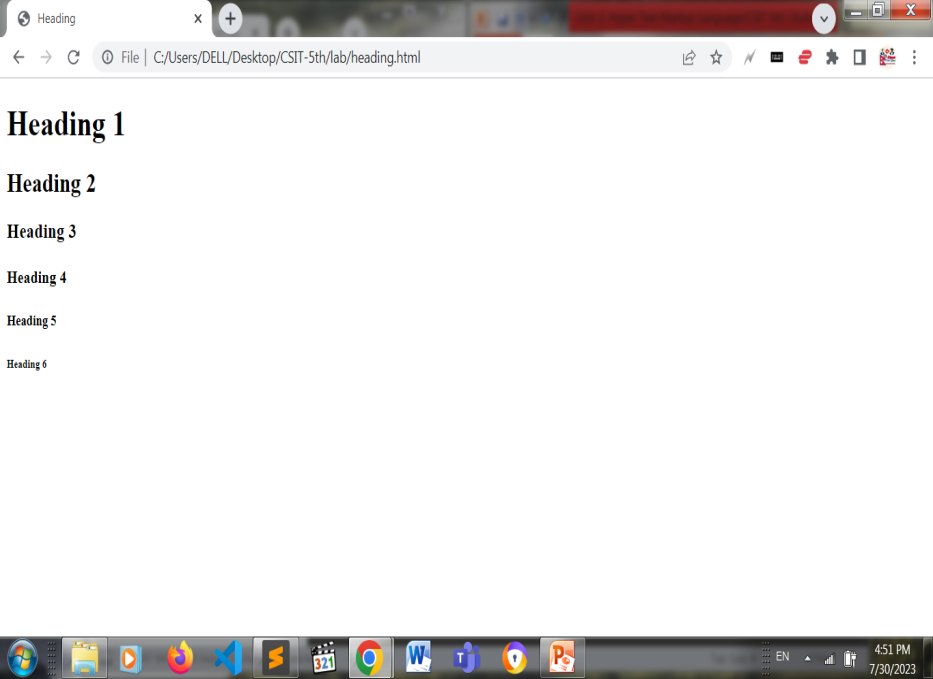 Heading
File C:/Users/DELL/Desktop/CSIT-5th/lab/heading.html
Heading 1
Heading 2
Heading 3
Heading 4
Heading 5
Heading 6
321
EN
4:51 PM
7/30/2023